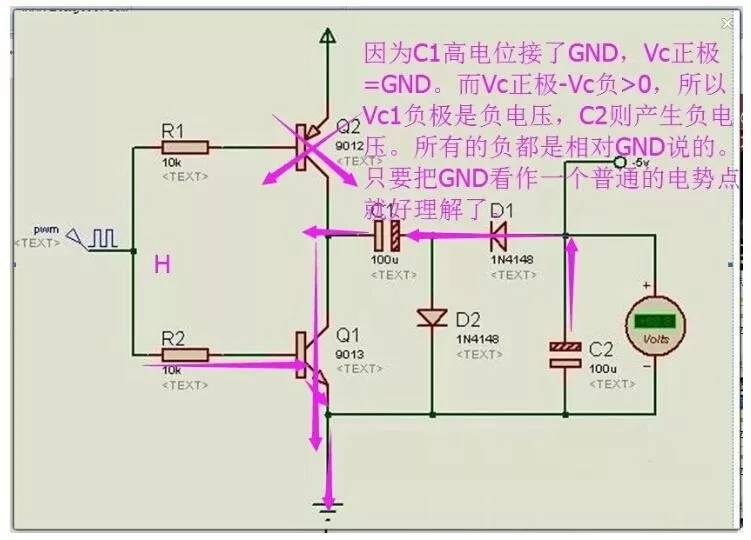 因为C1高电位接了GND，Vc正极
=GND。而Vc正极-Vc负>0，所以
Vc1负极是负电压，C2则产生负电
压。所有的负都是相对GND说的。
只要把GND看作一个普通的电势点
就好理解了。
R1
10k
<TEXT>
Q2
9012
<TEXT>
-5v
pwm
<TEXT>
H
C1
100u
<TEXT>
D1
1N4148
<TEXT>
D2
1N4148
<TEXT>
+
Volts
-
R2
10k
<TEXT>
Q1
9013
<TEXT>
C2
100u
<TEXT>